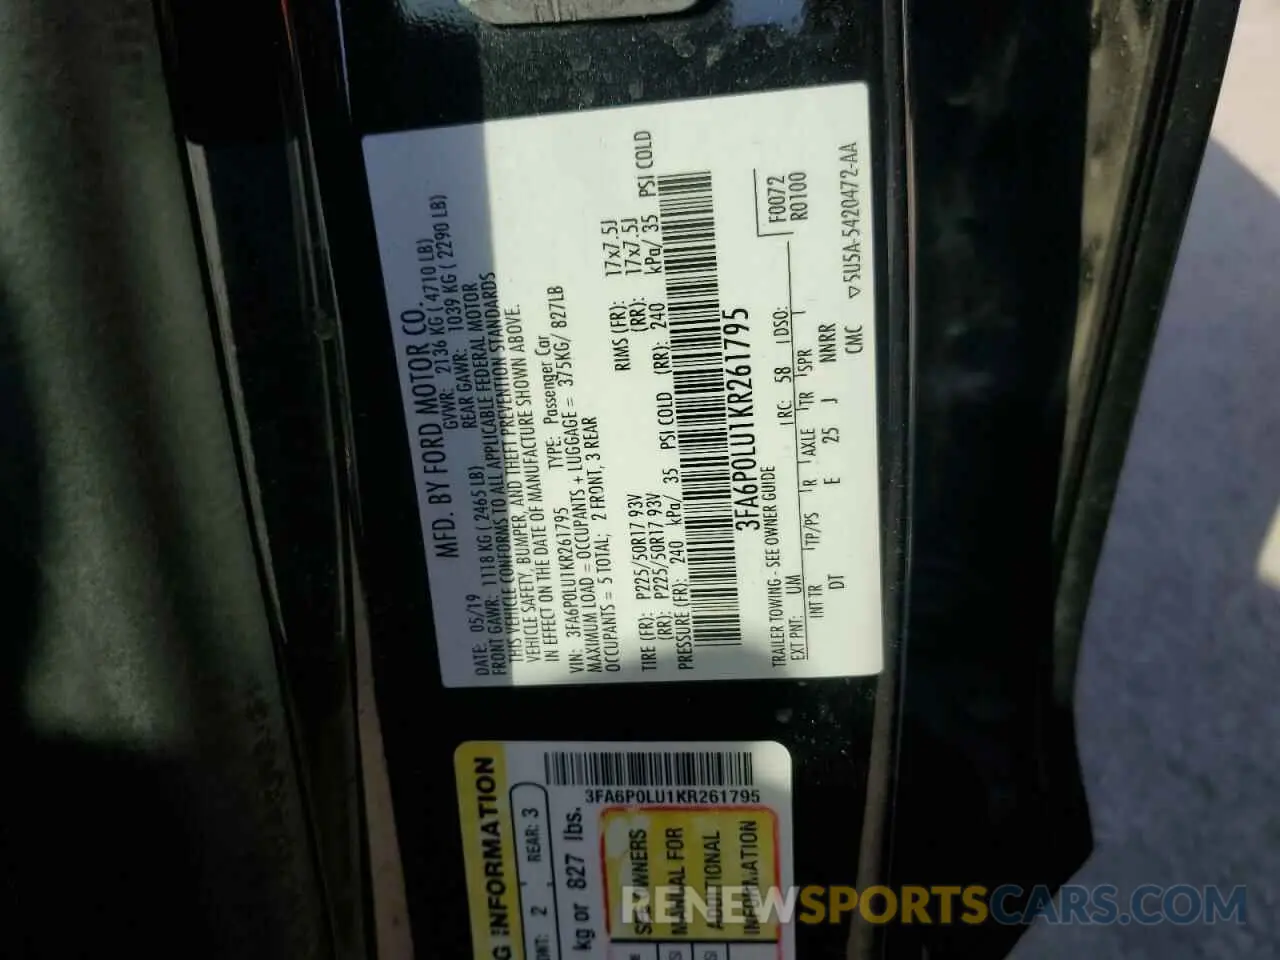 MFD. BY FORD MOTOR CO.
DATE: 05/19 GVWR: 2136 KG ( 4710 LB)
FRONT GAWR: 1118 KG ( 2465 LB) REAR GAWR: 1039 KG ( 2290 LB)
THIS VEHICLE CONFORMS TO ALL APPLICABLE FEDERAL MOTOR
VEHICLE SAFETY, BUMPER, AND THEFT PREVENTION STANDARDS
IN EFFECT ON THE DATE OF MANUFACTURE SHOWN ABOVE.
VIN: 3FA6P0LU1KR261795 TYPE: Passenger Car
MAXIMUM LOAD = OCCUPANTS + LUGGAGE = 375KG/ 827LB
OCCUPANTS = 5 TOTAL; 2 FRONT, 3 REAR
TIRE (FR): P225/50R17 93V RIMS (FR): 17x7.5J
(RR): P225/50R17 93V (RR): 17x7.5J
PRESSURE (FR): 240 kPa/ 35 PSI COLD (RR): 240 kPa/ 35 PSI COLD
3FA6P0LU1KR261795
TRAILER TOWING - SEE OWNER GUIDE
F0072
R0100
EXT PNT: UM RC: 58 DSO:
INT TR TP/PS R AXLE TR SPR
DT E 25 J NNRR
CMC
5U5A-5420472-AA
G INFORMATION
3FA6P0LU1KR261795
2 REAR: 3
kg or 827 lbs.
SEE OWNERS
MANUAL FOR
ADDITIONAL
INFORMATION
RENEWSPORTSCARS.COM